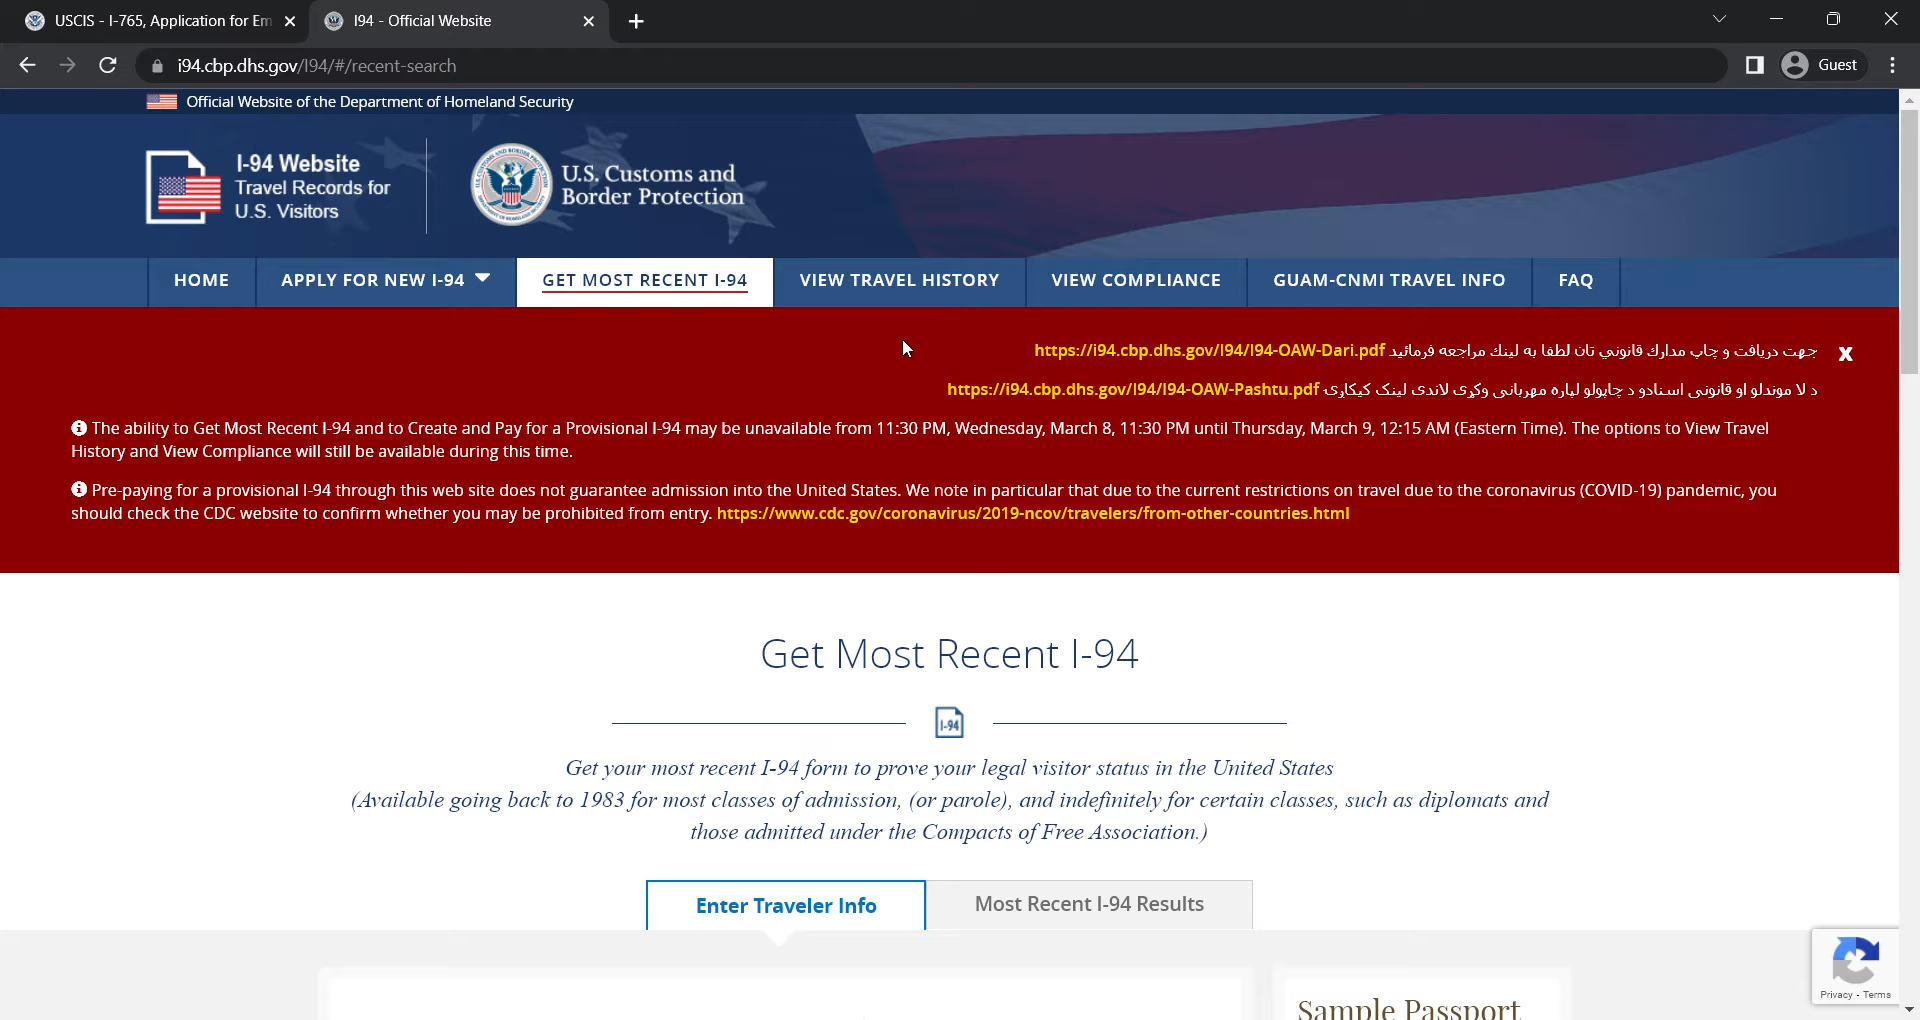 USCIS - I-765, Application for Em
I94 - Official Website
i94.cbp.dhs.gov/I94/#/recent-search
Guest
Official Website of the Department of Homeland Security
I-94 Website
Travel Records for
U.S. Visitors
U.S. Customs and
Border Protection
HOME
APPLY FOR NEW I-94
GET MOST RECENT I-94
VIEW TRAVEL HISTORY
VIEW COMPLIANCE
GUAM-CNMI TRAVEL INFO
FAQ
جهت دریافت و چاپ مدارك قانوني تان لطفا به لینك مراجعه فرمائید https://i94.cbp.dhs.gov/I94/I94-OAW-Dari.pdf
X
د لا موندلو او قانونی اسنادو د چاپولو لپاره مهربانی وکړی لاندی لینک کیکاړی https://i94.cbp.dhs.gov/I94/I94-OAW-Pashtu.pdf
The ability to Get Most Recent I-94 and to Create and Pay for a Provisional I-94 may be unavailable from 11:30 PM, Wednesday, March 8, 11:30 PM until Thursday, March 9, 12:15 AM (Eastern Time). The options to View Travel
History and View Compliance will still be available during this time.
Pre-paying for a provisional I-94 through this web site does not guarantee admission into the United States. We note in particular that due to the current restrictions on travel due to the coronavirus (COVID-19) pandemic, you
should check the CDC website to confirm whether you may be prohibited from entry. https://www.cdc.gov/coronavirus/2019-ncov/travelers/from-other-countries.html
Get Most Recent I-94
I-94
Get your most recent I-94 form to prove your legal visitor status in the United States
(Available going back to 1983 for most classes of admission, (or parole), and indefinitely for certain classes, such as diplomats and
those admitted under the Compacts of Free Association.)
Enter Traveler Info
Most Recent I-94 Results
Privacy - Terms
Sample Passport